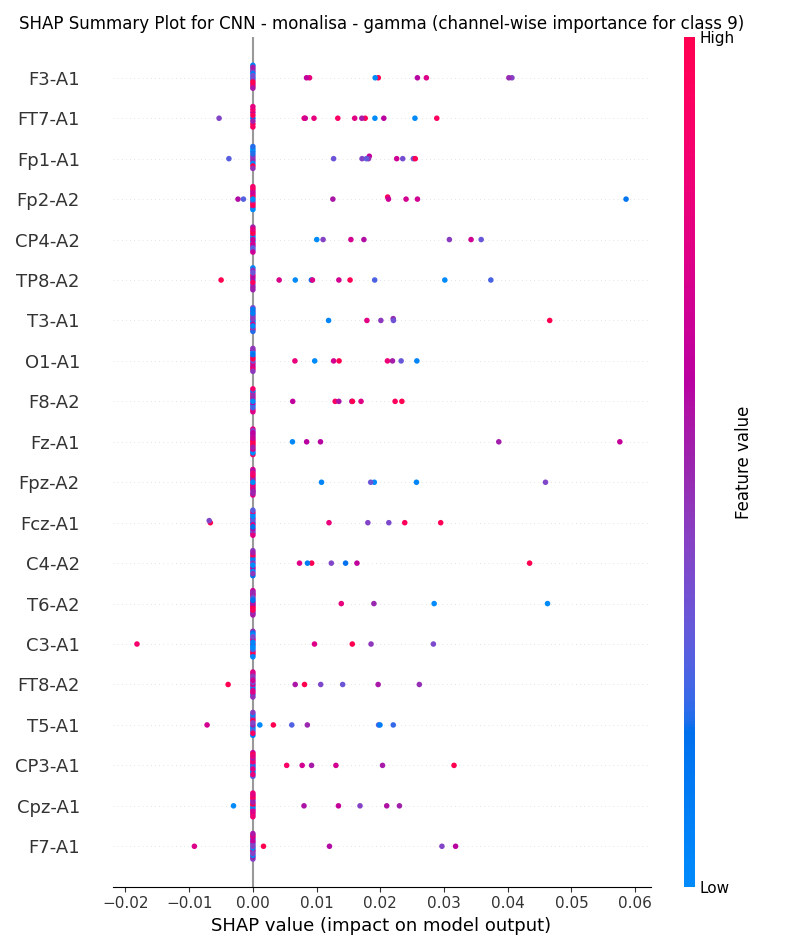 SHAP Summary Plot for CNN - monalisa - gamma (channel-wise importance for class 9)
High
F3-A1
FT7-A1
Fp1-A1
Fp2-A2
CP4-A2
TP8-A2
T3-A1
O1-A1
F8-A2
Fz-A1
Fpz-A2
Fcz-A1
C4-A2
T6-A2
C3-A1
FT8-A2
T5-A1
CP3-A1
Cpz-A1
F7-A1
Feature value
Low
−0.02 −0.01 0.00 0.01 0.02 0.03 0.04 0.05 0.06
SHAP value (impact on model output)